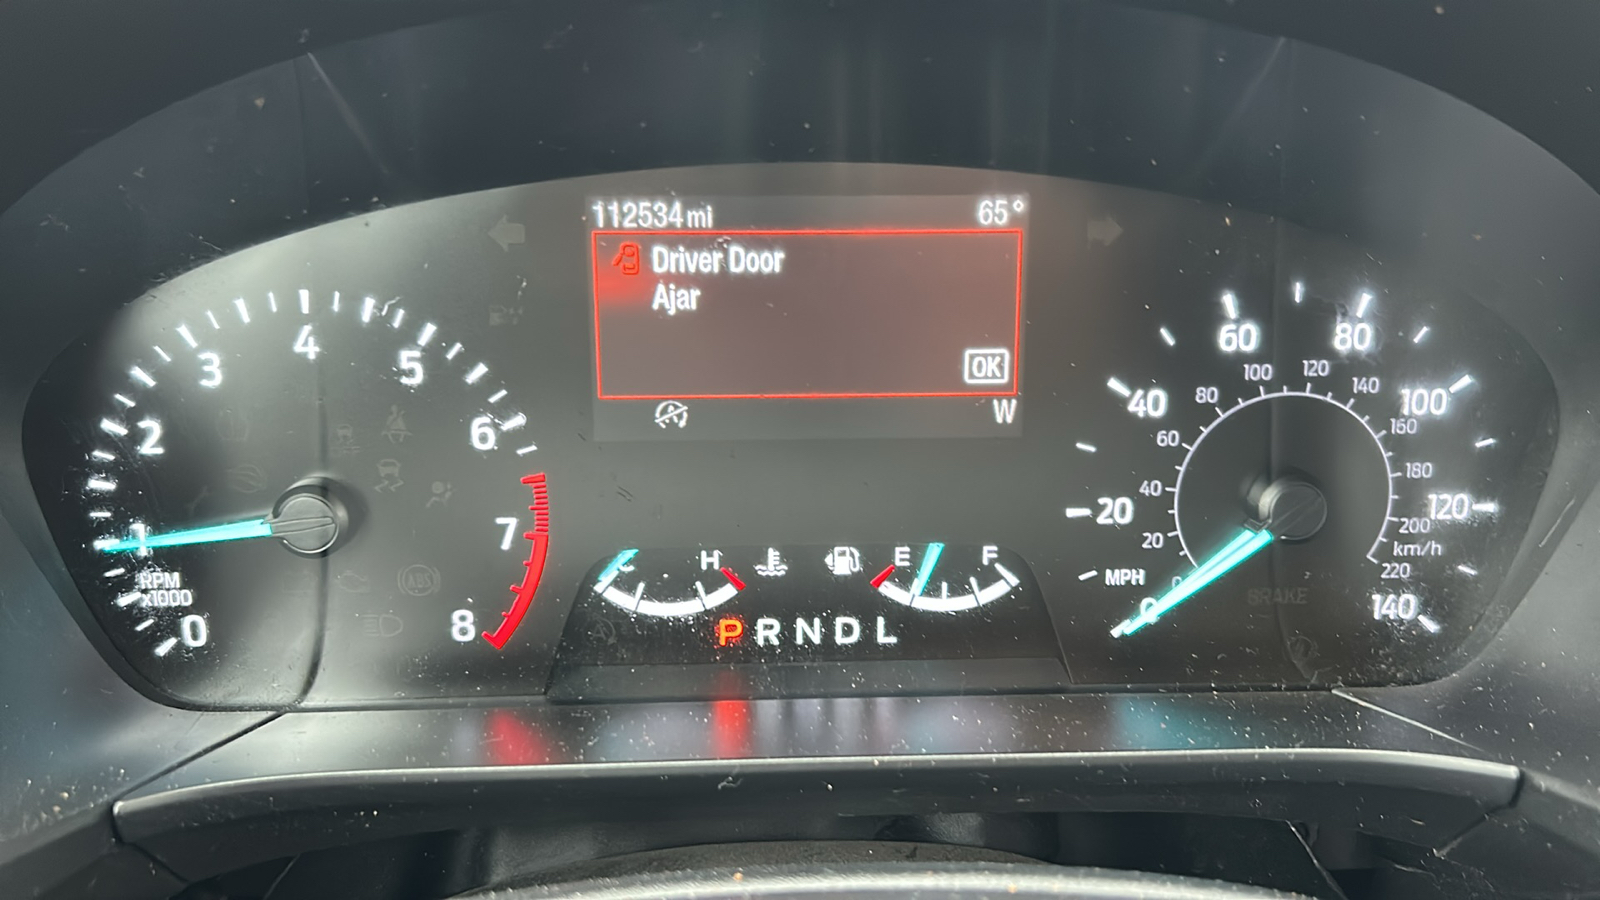 112534 mi 65°
Driver Door
Ajar
OK
W
0 1 2 3 4 5 6 7 8
RPM
x1000
H
E F
P R N D L
0 20 40 60 80 100 120 140
MPH
0 20 40 60 80 100 120 140 160 180 200 220
km/h
BRAKE
ABS